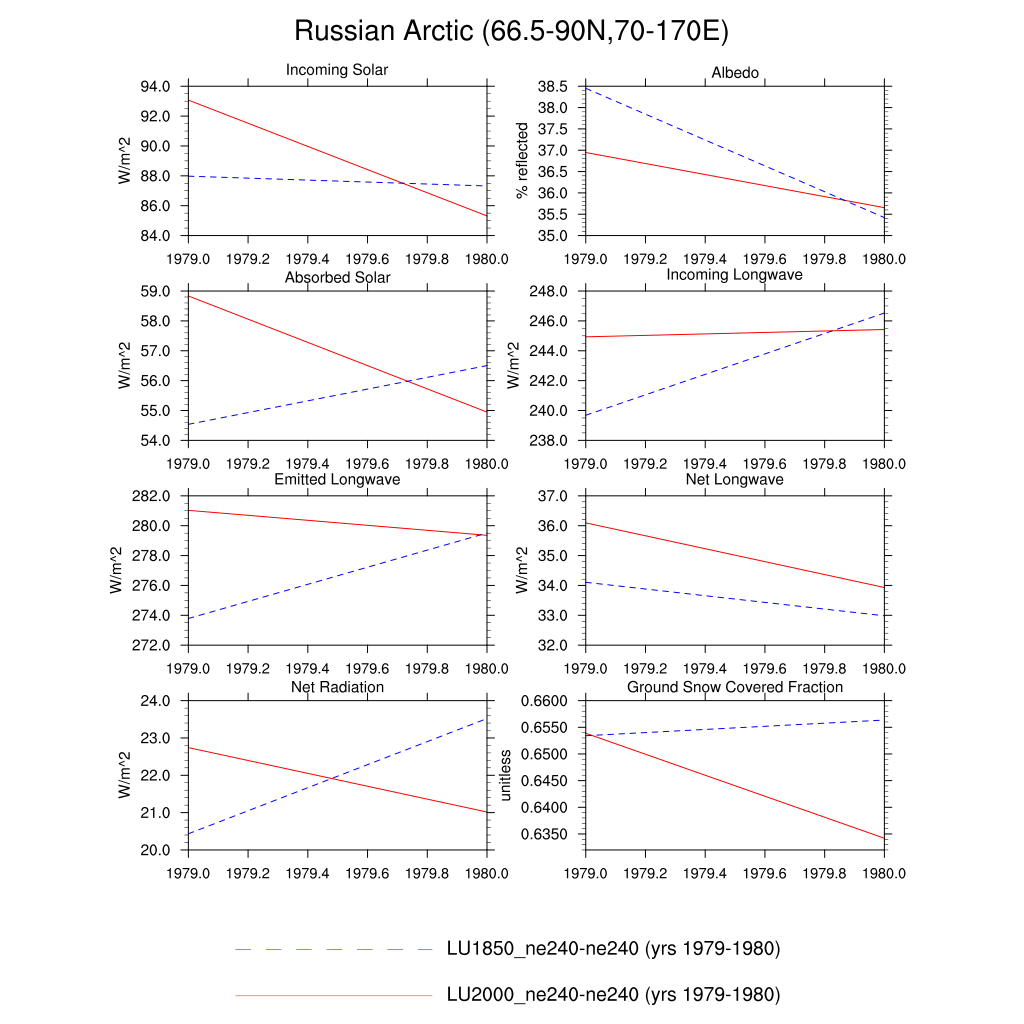 Russian Arctic (66.5-90N,70-170E)
Incoming Solar
W/m^2
94.0
92.0
90.0
88.0
86.0
84.0
1979.0 1979.2 1979.4 1979.6 1979.8 1980.0
Albedo
% reflected
38.5
38.0
37.5
37.0
36.5
36.0
35.5
35.0
1979.0 1979.2 1979.4 1979.6 1979.8 1980.0
Absorbed Solar
W/m^2
59.0
58.0
57.0
56.0
55.0
54.0
1979.0 1979.2 1979.4 1979.6 1979.8 1980.0
Incoming Longwave
W/m^2
248.0
246.0
244.0
242.0
240.0
238.0
1979.0 1979.2 1979.4 1979.6 1979.8 1980.0
Emitted Longwave
W/m^2
282.0
280.0
278.0
276.0
274.0
272.0
1979.0 1979.2 1979.4 1979.6 1979.8 1980.0
Net Longwave
W/m^2
37.0
36.0
35.0
34.0
33.0
32.0
1979.0 1979.2 1979.4 1979.6 1979.8 1980.0
Net Radiation
W/m^2
24.0
23.0
22.0
21.0
20.0
1979.0 1979.2 1979.4 1979.6 1979.8 1980.0
Ground Snow Covered Fraction
unitless
0.6600
0.6550
0.6500
0.6450
0.6400
0.6350
1979.0 1979.2 1979.4 1979.6 1979.8 1980.0
LU1850_ne240-ne240 (yrs 1979-1980)
LU2000_ne240-ne240 (yrs 1979-1980)